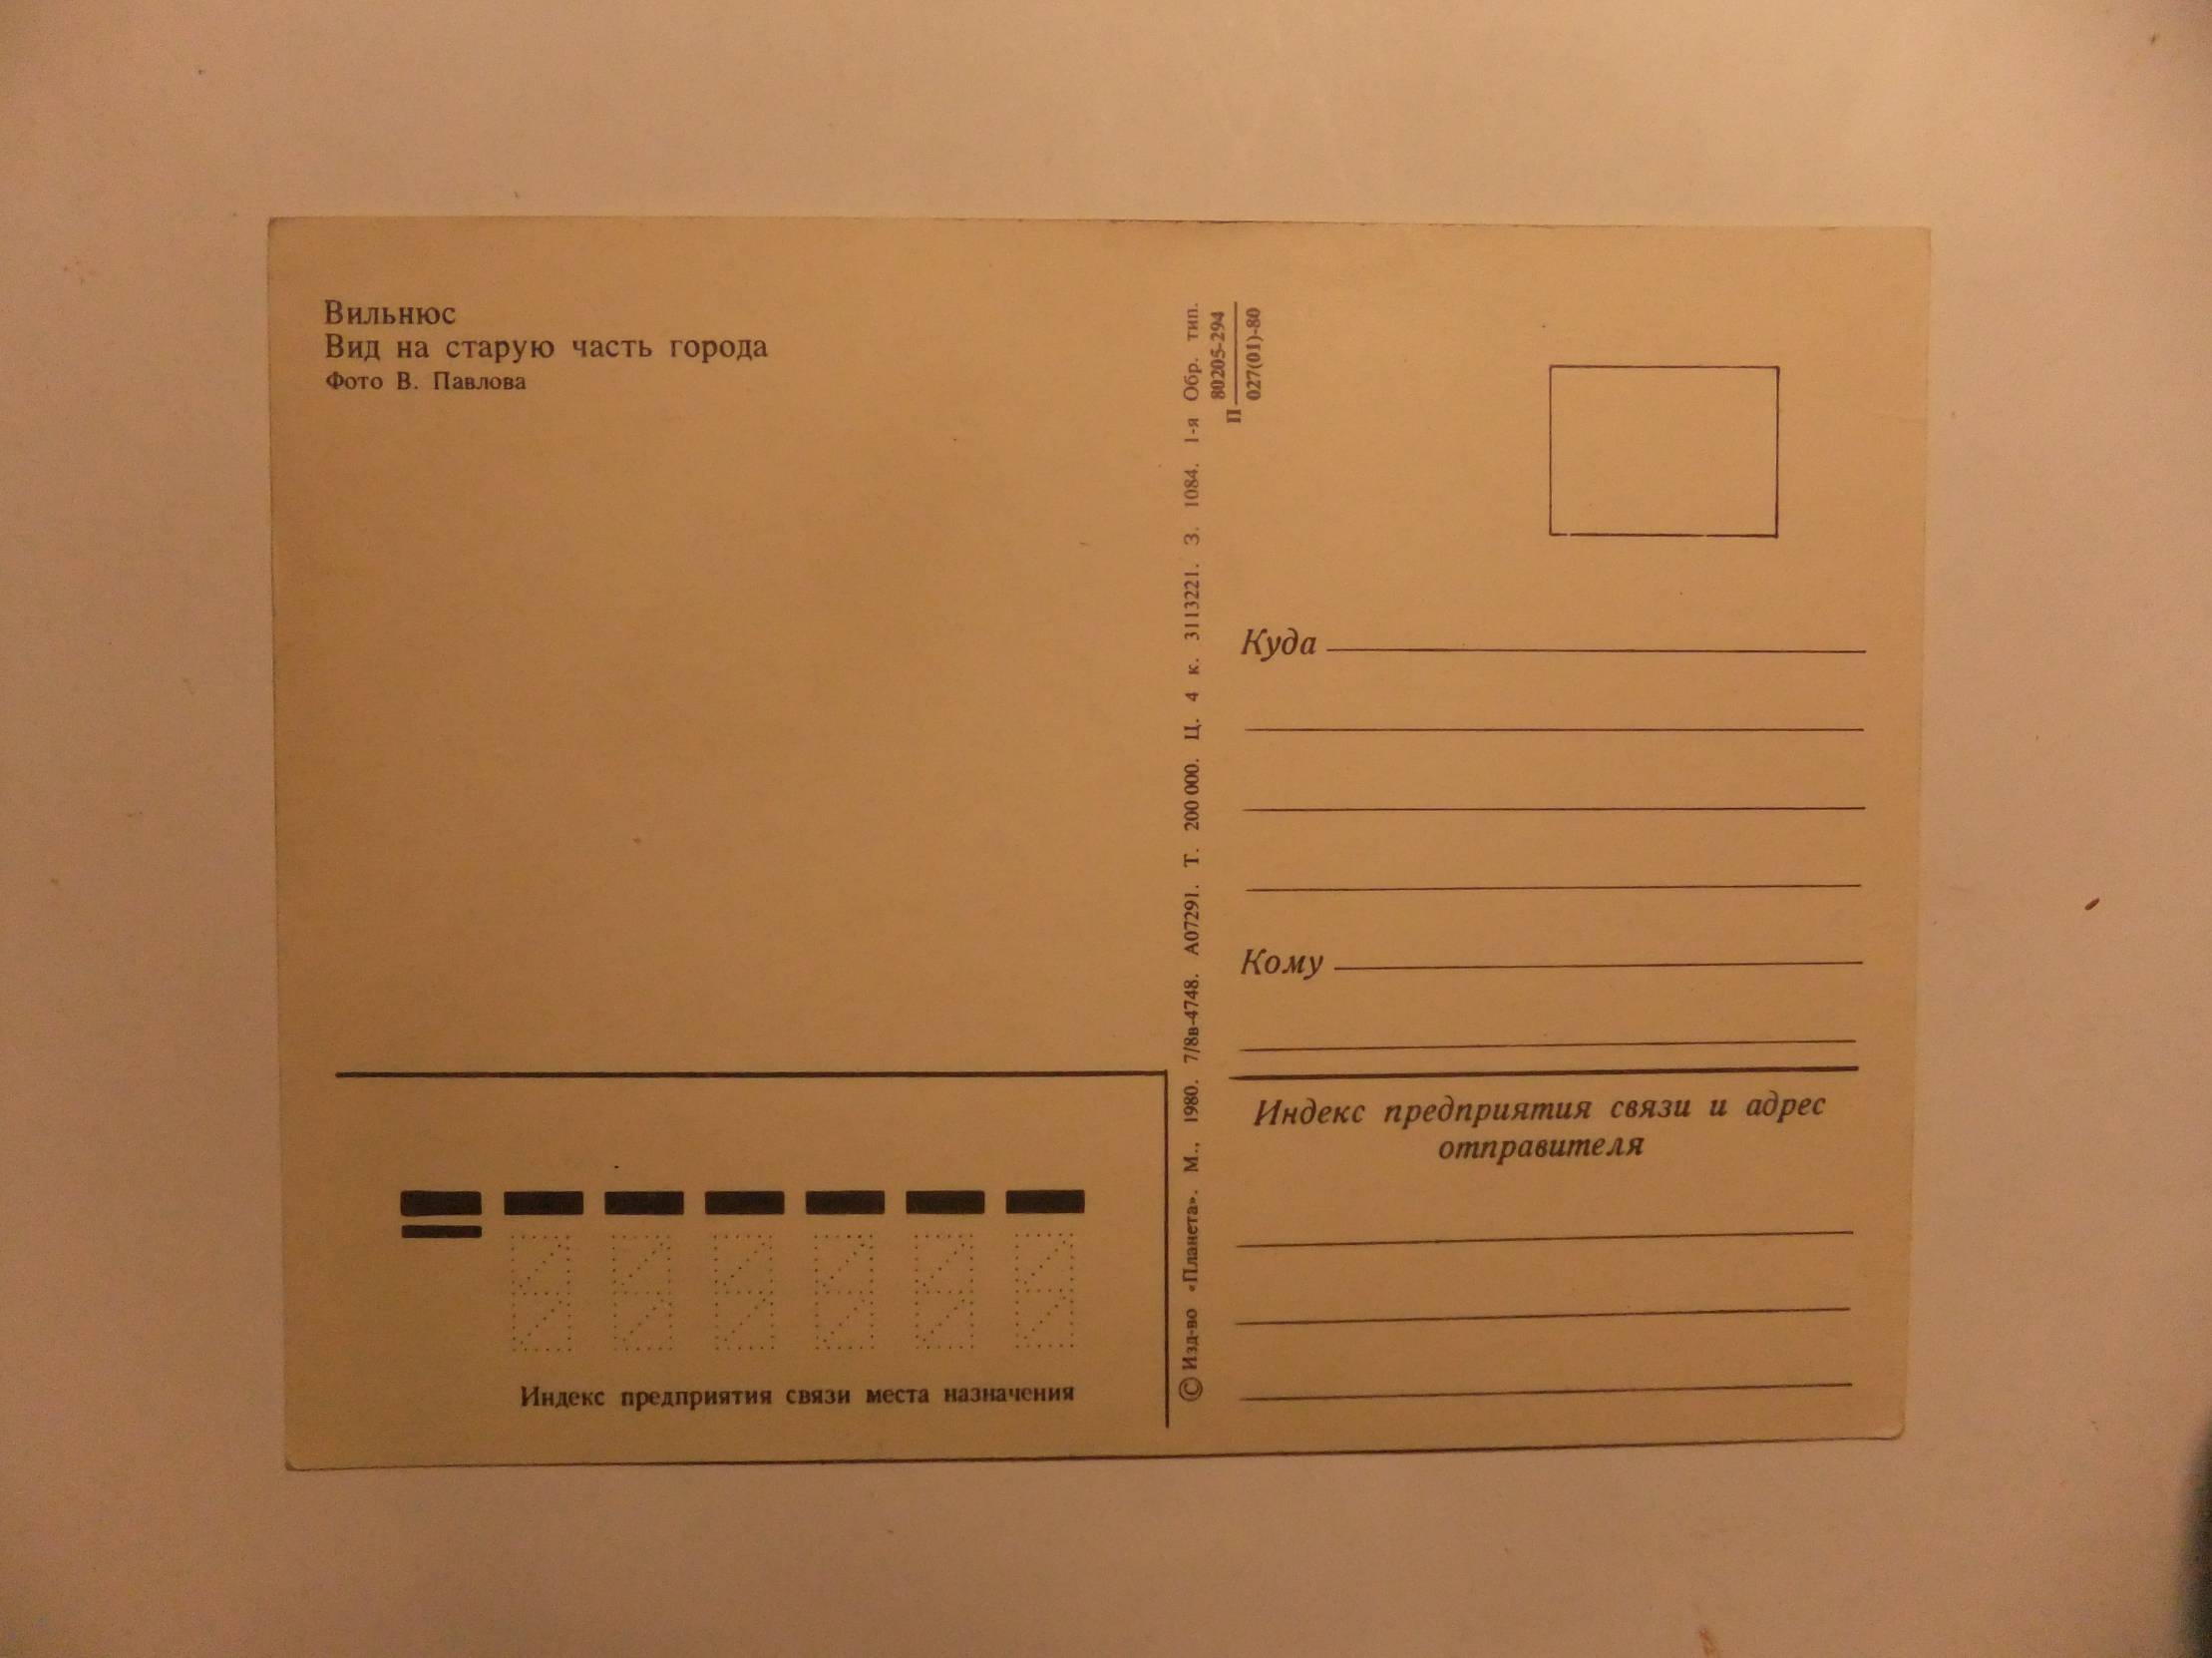 Вильнюс
Вид на старую часть города
Фото В. Павлова
© Изд-во «Планета». М., 1980. 7/8в-4748. А07291. Т. 200 000. Ц. 4 к. 3113221. З. 1084. 1-я Обр. тип.
П 80205-294
027(01)-80
Куда
Кому
Индекс предприятия связи и адрес
отправителя
Индекс предприятия связи места назначения